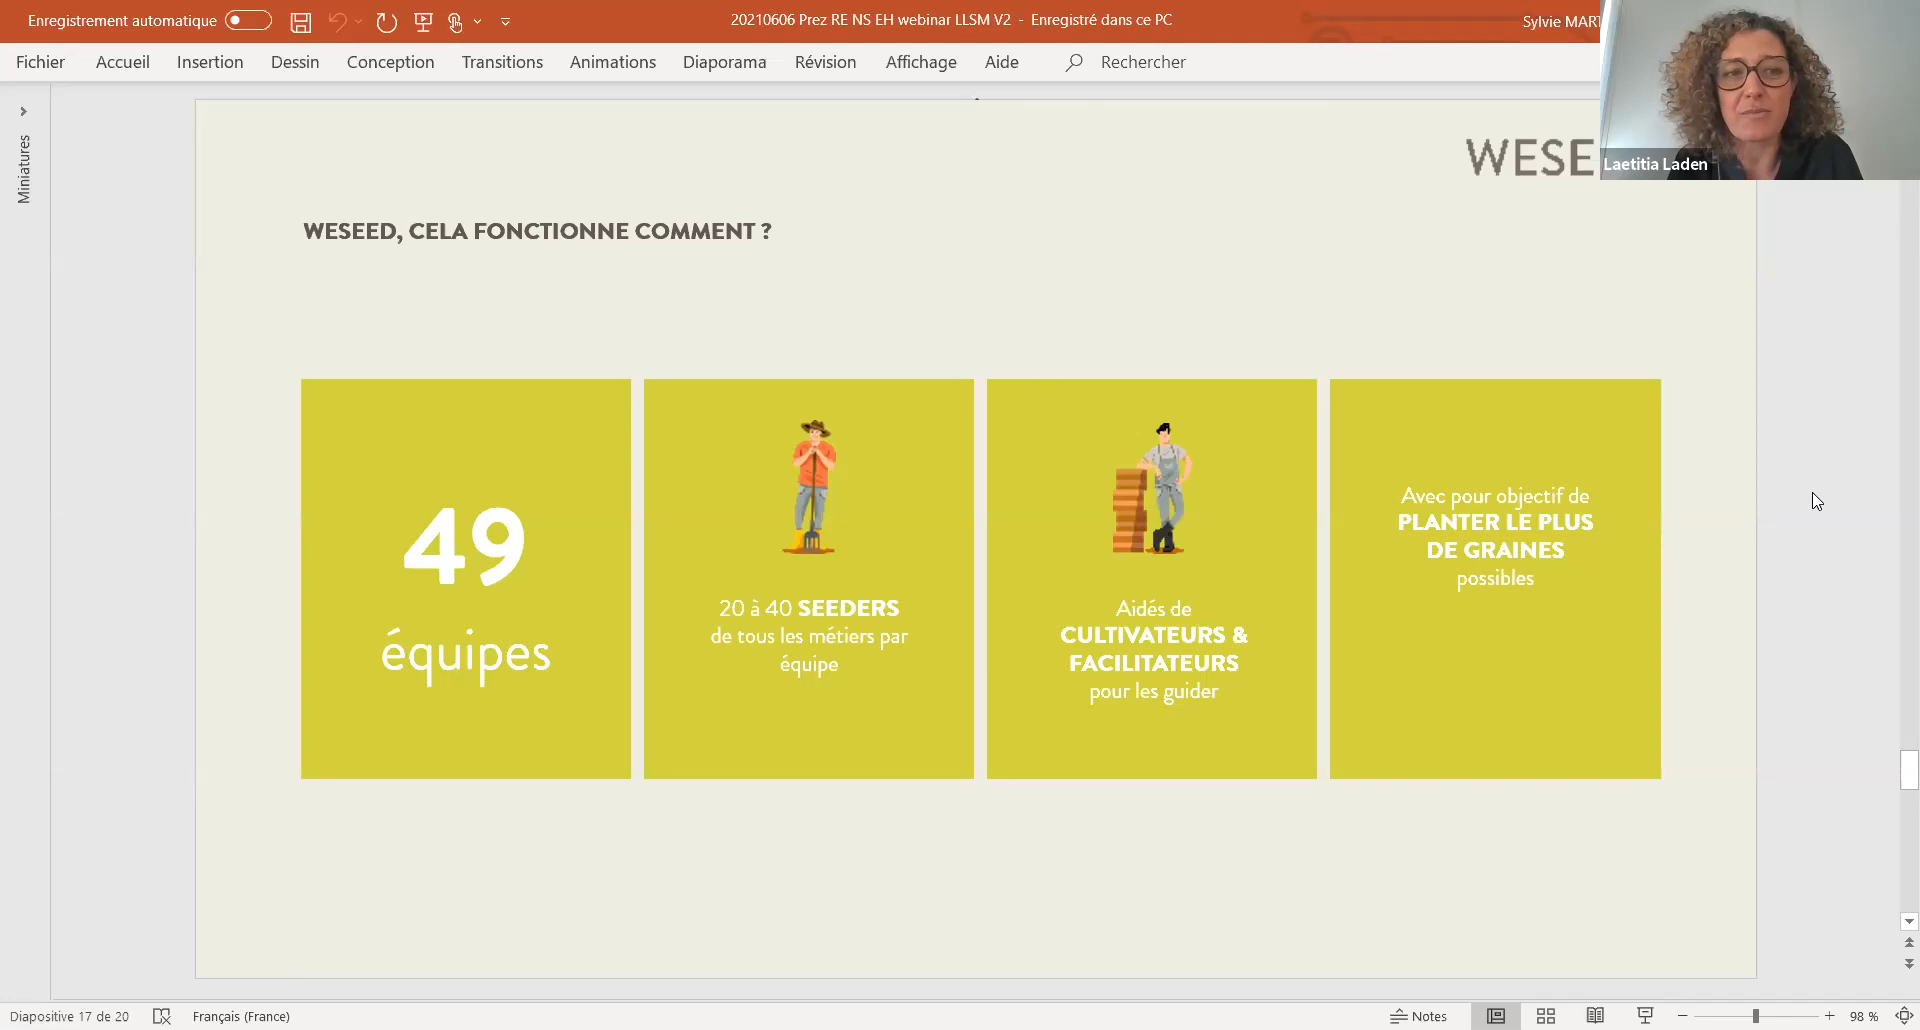 Enregistrement automatique
20210606 Prez RE NS EH webinar LLSM V2 - Enregistré dans ce PC
Sylvie MART
Fichier Accueil Insertion Dessin Conception Transitions Animations Diaporama Révision Affichage Aide Rechercher
Miniatures
Laetitia Laden
WESE
WESEED, CELA FONCTIONNE COMMENT ?
49
équipes
20 à 40 SEEDERS
de tous les métiers par
équipe
Aidés de
CULTIVATEURS &
FACILITATEURS
pour les guider
Avec pour objectif de
PLANTER LE PLUS
DE GRAINES
possibles
Diapositive 17 de 20 Français (France) Notes 98 %